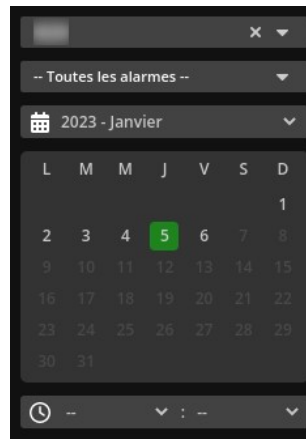 -- Toutes les alarmes --
2023 - Janvier
L M M J V S D
1
2 3 4 5 6 7 8
9 10 11 12 13 14 15
16 17 18 19 20 21 22
23 24 25 26 27 28 29
30 31
-- : --